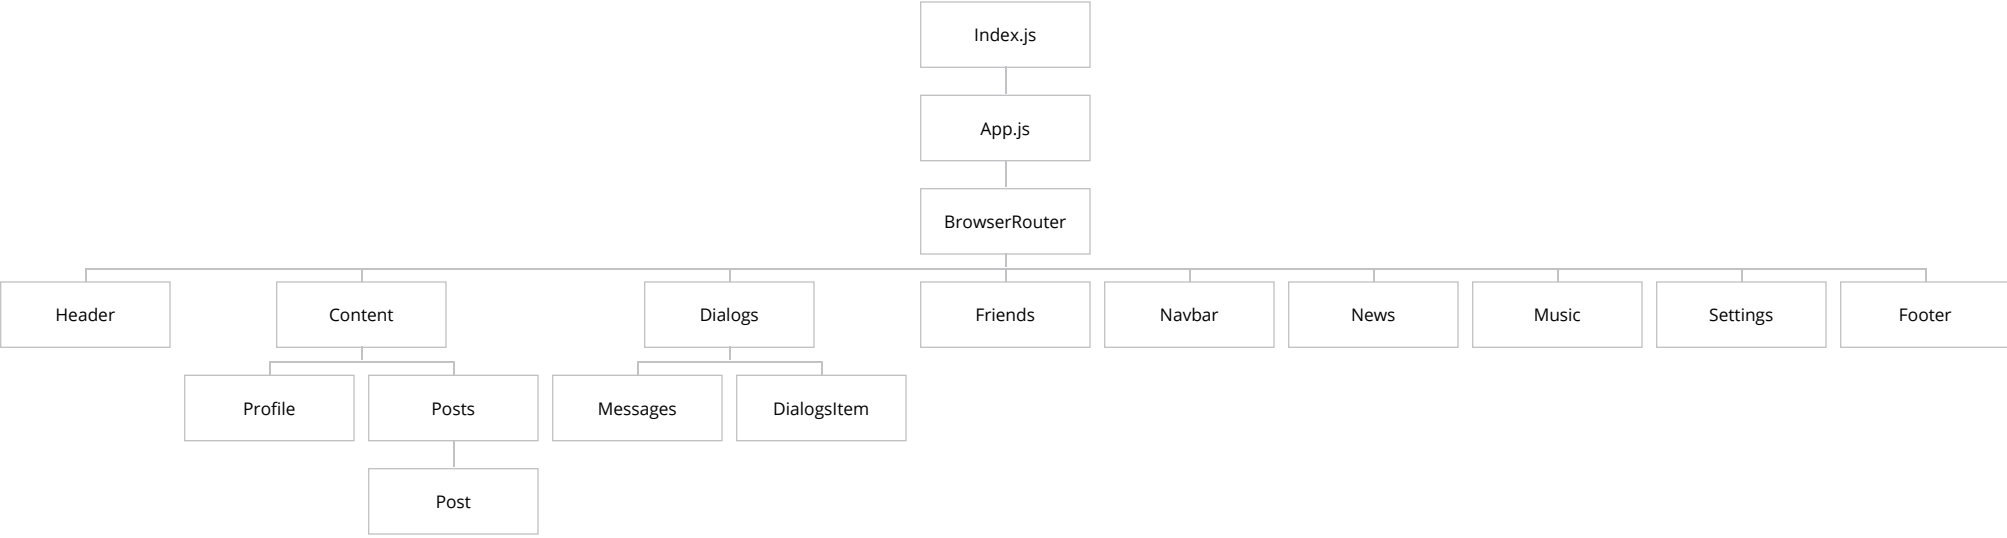 Index.js
App.js
BrowserRouter
Header
Content
Dialogs
Friends
Navbar
News
Music
Settings
Footer
Profile
Posts
Messages
DialogsItem
Post